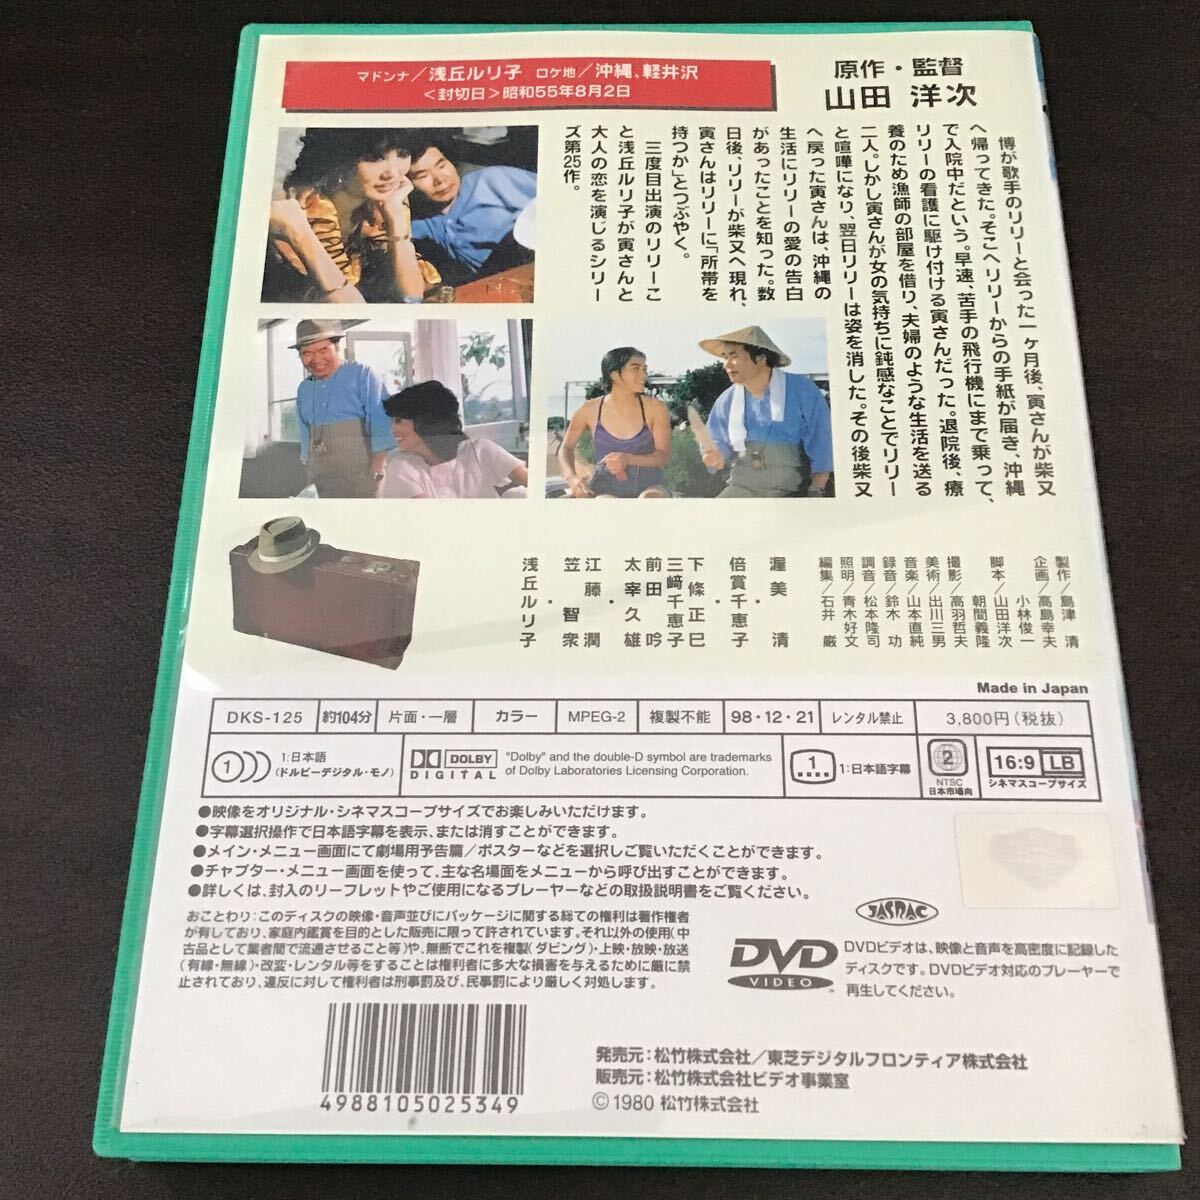 マドンナ／浅丘ルリ子 ロケ地／沖縄、軽井沢
＜封切日＞昭和55年8月2日
原作・監督
山田 洋次
博が歌手のリリーと会った一ヶ月後、寅さんが柴又
へ帰ってきた。そこへリリーからの手紙が届き、沖縄
で入院中だという。早速、苦手の飛行機にまで乗って、
リリーの看護に駆け付ける寅さんだった。退院後、療
養のため漁師の部屋を借り、夫婦のような生活を送る
二人。しかし寅さんが女の気持ちに鈍感なことでリリー
と喧嘩になり、翌日リリーは姿を消した。その後柴又
へ戻った寅さんは、沖縄の
生活にリリーの愛の告白
があったことを知った。数
日後、リリーが柴又へ現れ、
寅さんはリリーに「所帯を
持つか」とつぶやく。
三度目出演のリリーこ
と浅丘ルリ子が寅さんと
大人の恋を演じるシリー
ズ第25作。
製作／島津 清
企画／高島幸夫
小林俊一
脚本／山田洋次
朝間義隆
撮影／高羽哲夫
美術／出川三男
音楽／山本直純
録音／鈴木 功
調音／松本隆司
照明／青木好文
編集／石井 巌
渥美 清
・
倍賞千恵子
・
下條正巳
三﨑千恵子
前田 吟
太宰久雄
・
江藤 潤
笠 智衆
・
浅丘ルリ子
Made in Japan
DKS-125 約104分 片面・一層 カラー MPEG-2 複製不能 98・12・21 レンタル禁止 3,800円(税抜)
1 1:日本語
(ドルビーデジタル・モノ)
DOLBY
DIGITAL
"Dolby" and the double-D symbol are trademarks
of Dolby Laboratories Licensing Corporation.
1 1:日本語字幕
2
NTSC
日本市場向
16:9 LB
シネマスコープサイズ
●映像をオリジナル・シネマスコープサイズでお楽しみいただけます。
●字幕選択操作で日本語字幕を表示、または消すことができます。
●メイン・メニュー画面にて劇場用予告篇／ポスターなどを選択しご覧いただくことができます。
●チャプター・メニュー画面を使って、主な名場面をメニューから呼び出すことができます。
●詳しくは、封入のリーフレットやご使用になるプレーヤーなどの取扱説明書をご覧ください。
おことわり:このディスクの映像・音声並びにパッケージに関する総ての権利は著作権者
が有しており、家庭内鑑賞を目的とした販売に限って許されています。それ以外の使用(中
古品として業者間で流通させること等)や、無断でこれを複製(ダビング)・上映・放映・放送
(有線・無線)・改変・レンタル等をすることは権利者に多大な損害を与えるために厳に禁
止されており、違反に対して権利者は刑事罰及び、民事罰により厳しく対処します。
JASRAC
DVD
VIDEO
TM
DVDビデオは、映像と音声を高密度に記録した
ディスクです。DVDビデオ対応のプレーヤーで
再生してください。
4988105025349
発売元:松竹株式会社／東芝デジタルフロンティア株式会社
販売元:松竹株式会社ビデオ事業室
©1980 松竹株式会社